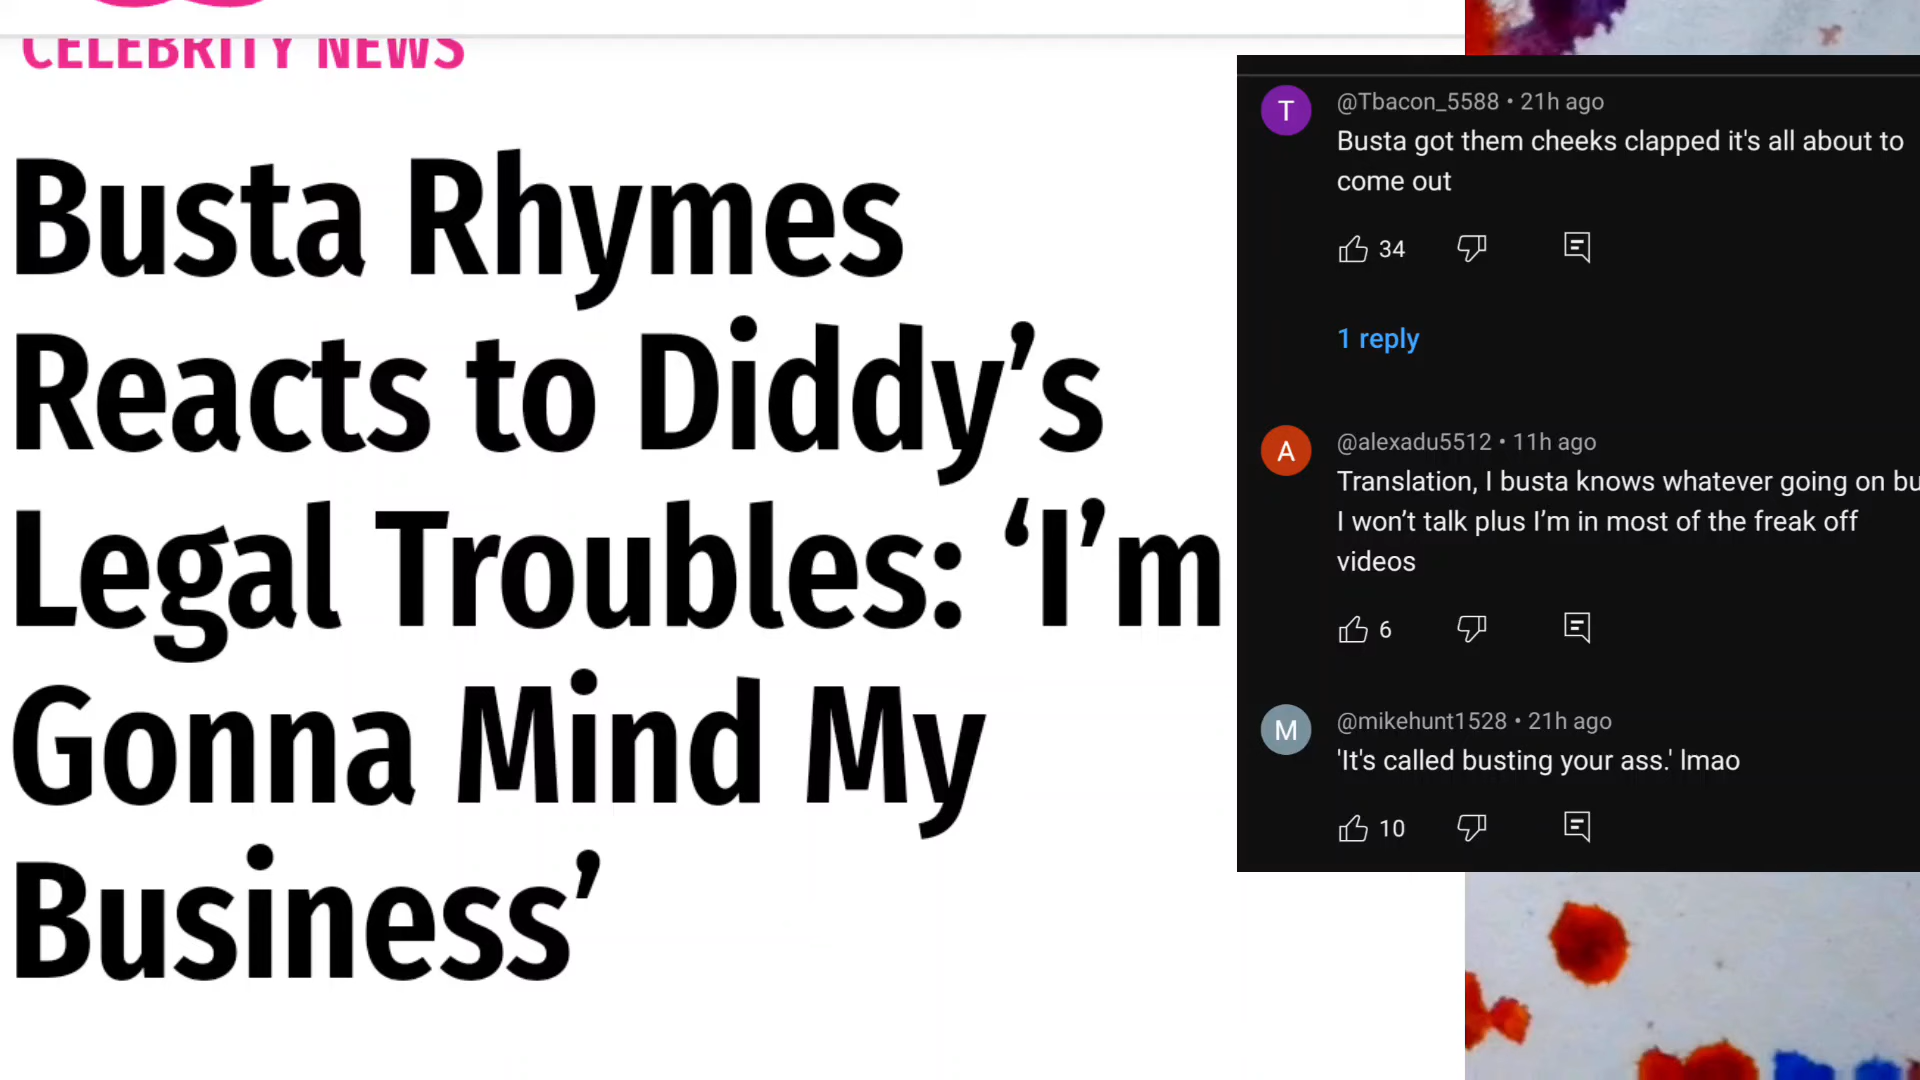 CELEBRITY NEWS
Busta Rhymes
Reacts to Diddy’s
Legal Troubles: ‘I’m
Gonna Mind My
Business’
T
@Tbacon_5588 • 21h ago
Busta got them cheeks clapped it's all about to
come out
34
1 reply
A
@alexadu5512 • 11h ago
Translation, I busta knows whatever going on bu
I won’t talk plus I’m in most of the freak off
videos
6
M
@mikehunt1528 • 21h ago
'It's called busting your ass.' lmao
10